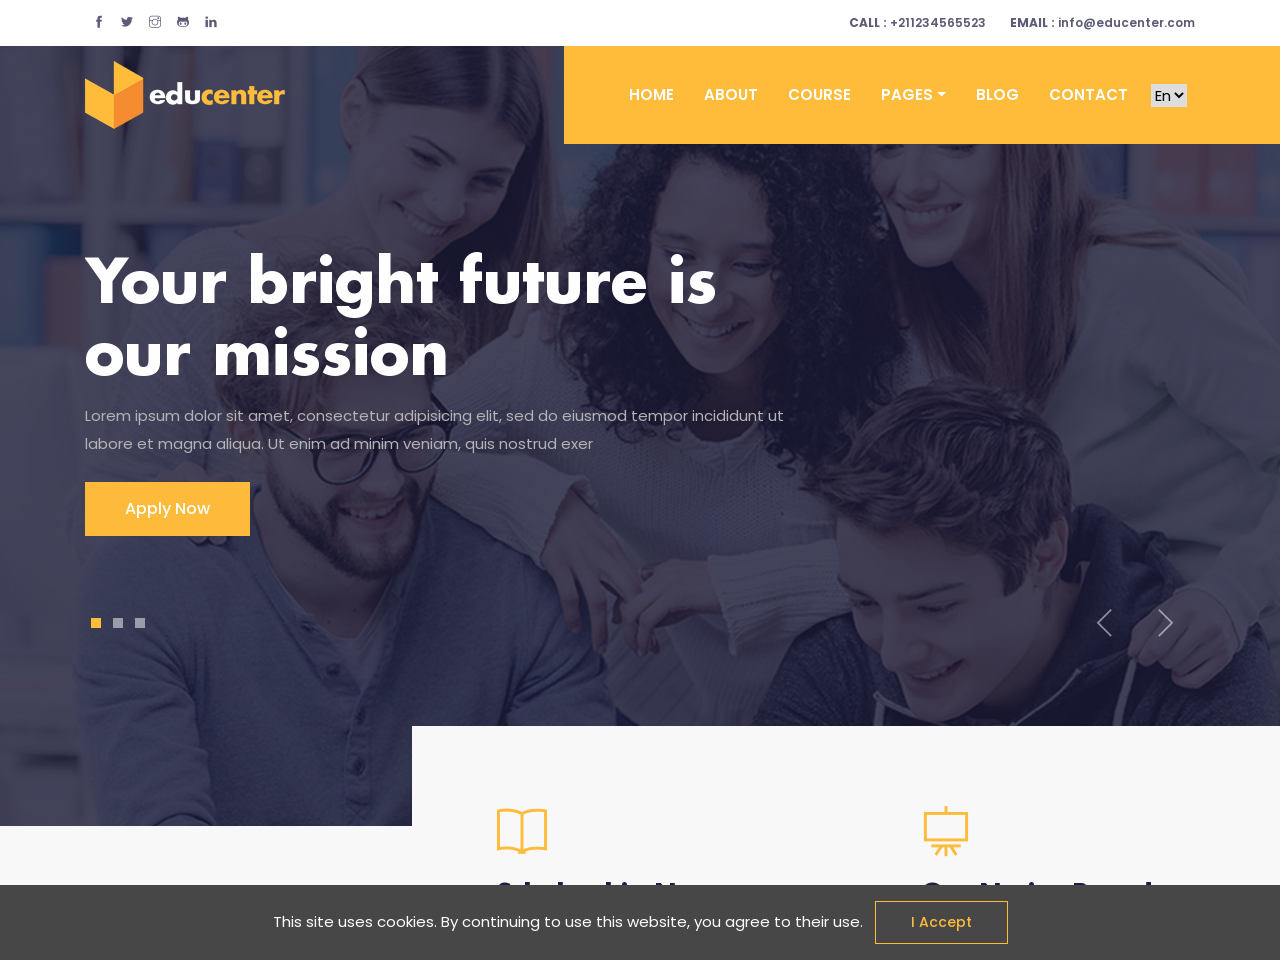 CALL : +211234565523 EMAIL : info@educenter.com
educenter
HOME ABOUT COURSE PAGES BLOG CONTACT En
Your bright future is
our mission
Lorem ipsum dolor sit amet, consectetur adipisicing elit, sed do eiusmod tempor incididunt ut
labore et magna aliqua. Ut enim ad minim veniam, quis nostrud exer
Apply Now
This site uses cookies. By continuing to use this website, you agree to their use. I Accept